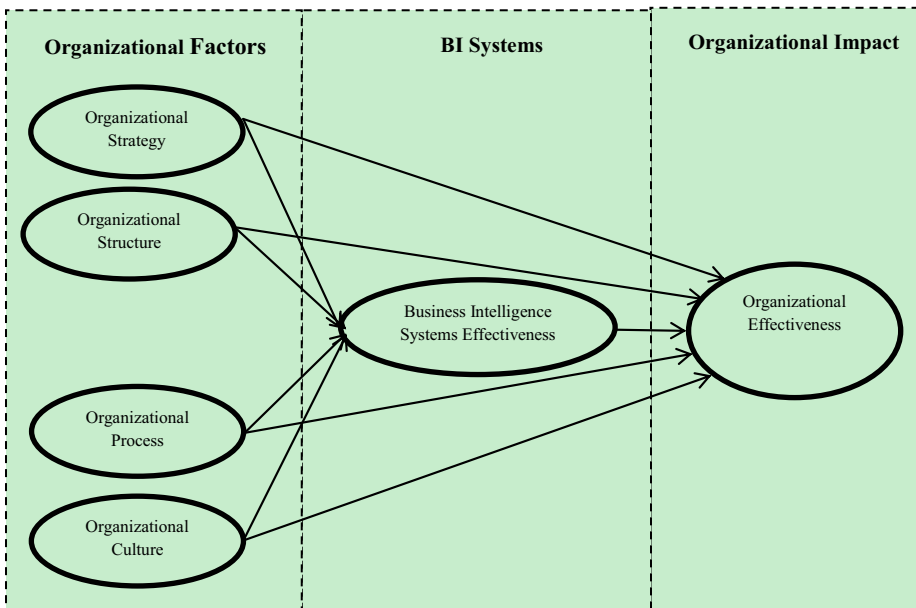 Organizational Factors
BI Systems
Organizational Impact
Organizational
Strategy
Organizational
Structure
Business Intelligence
Systems Effectiveness
Organizational
Effectiveness
Organizational
Process
Organizational
Culture